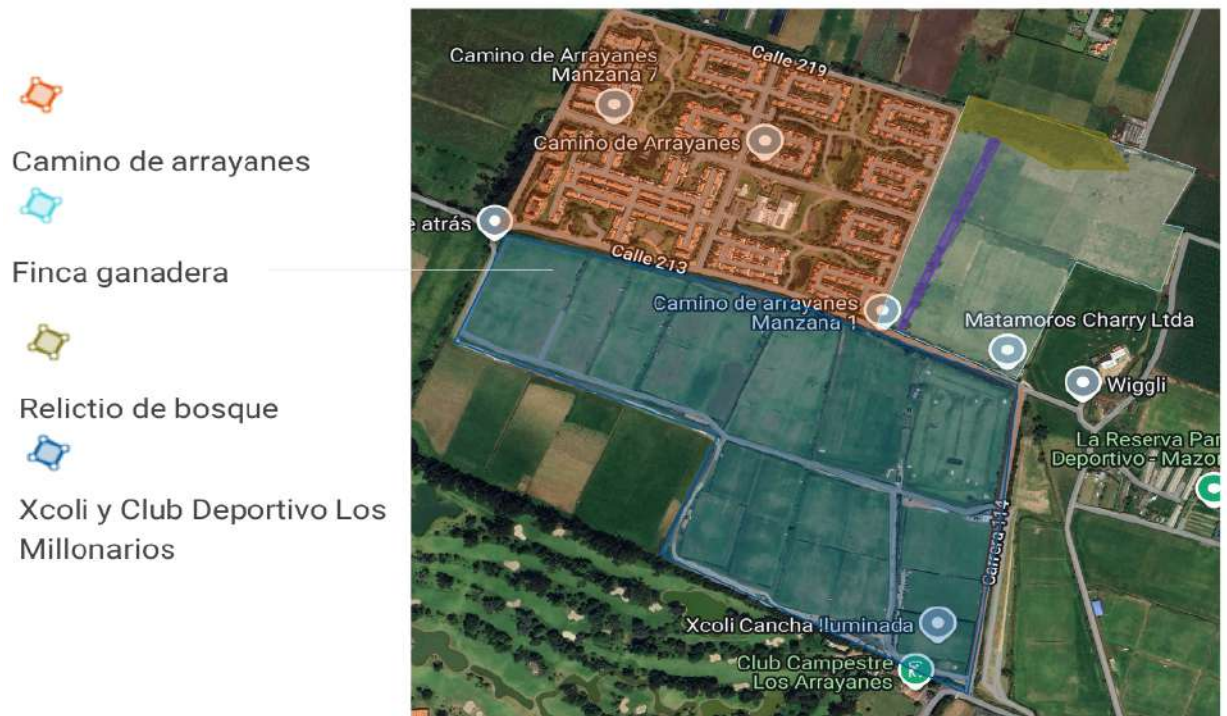 Camino de arrayanes
Finca ganadera
Relictio de bosque
Xcoli y Club Deportivo Los
Millonarios
Calle 219
Camino de Arrayanes
Manzana 7
Camino de Arrayanes
e atrás
Calle 213
Camino de arrayanes
Manzana 1
Matamoros Charry Ltda
Wiggli
La Reserva Par
Deportivo - Mazor
Carrera 114
Xcoli Cancha Iluminada
Club Campestre
Los Arrayanes